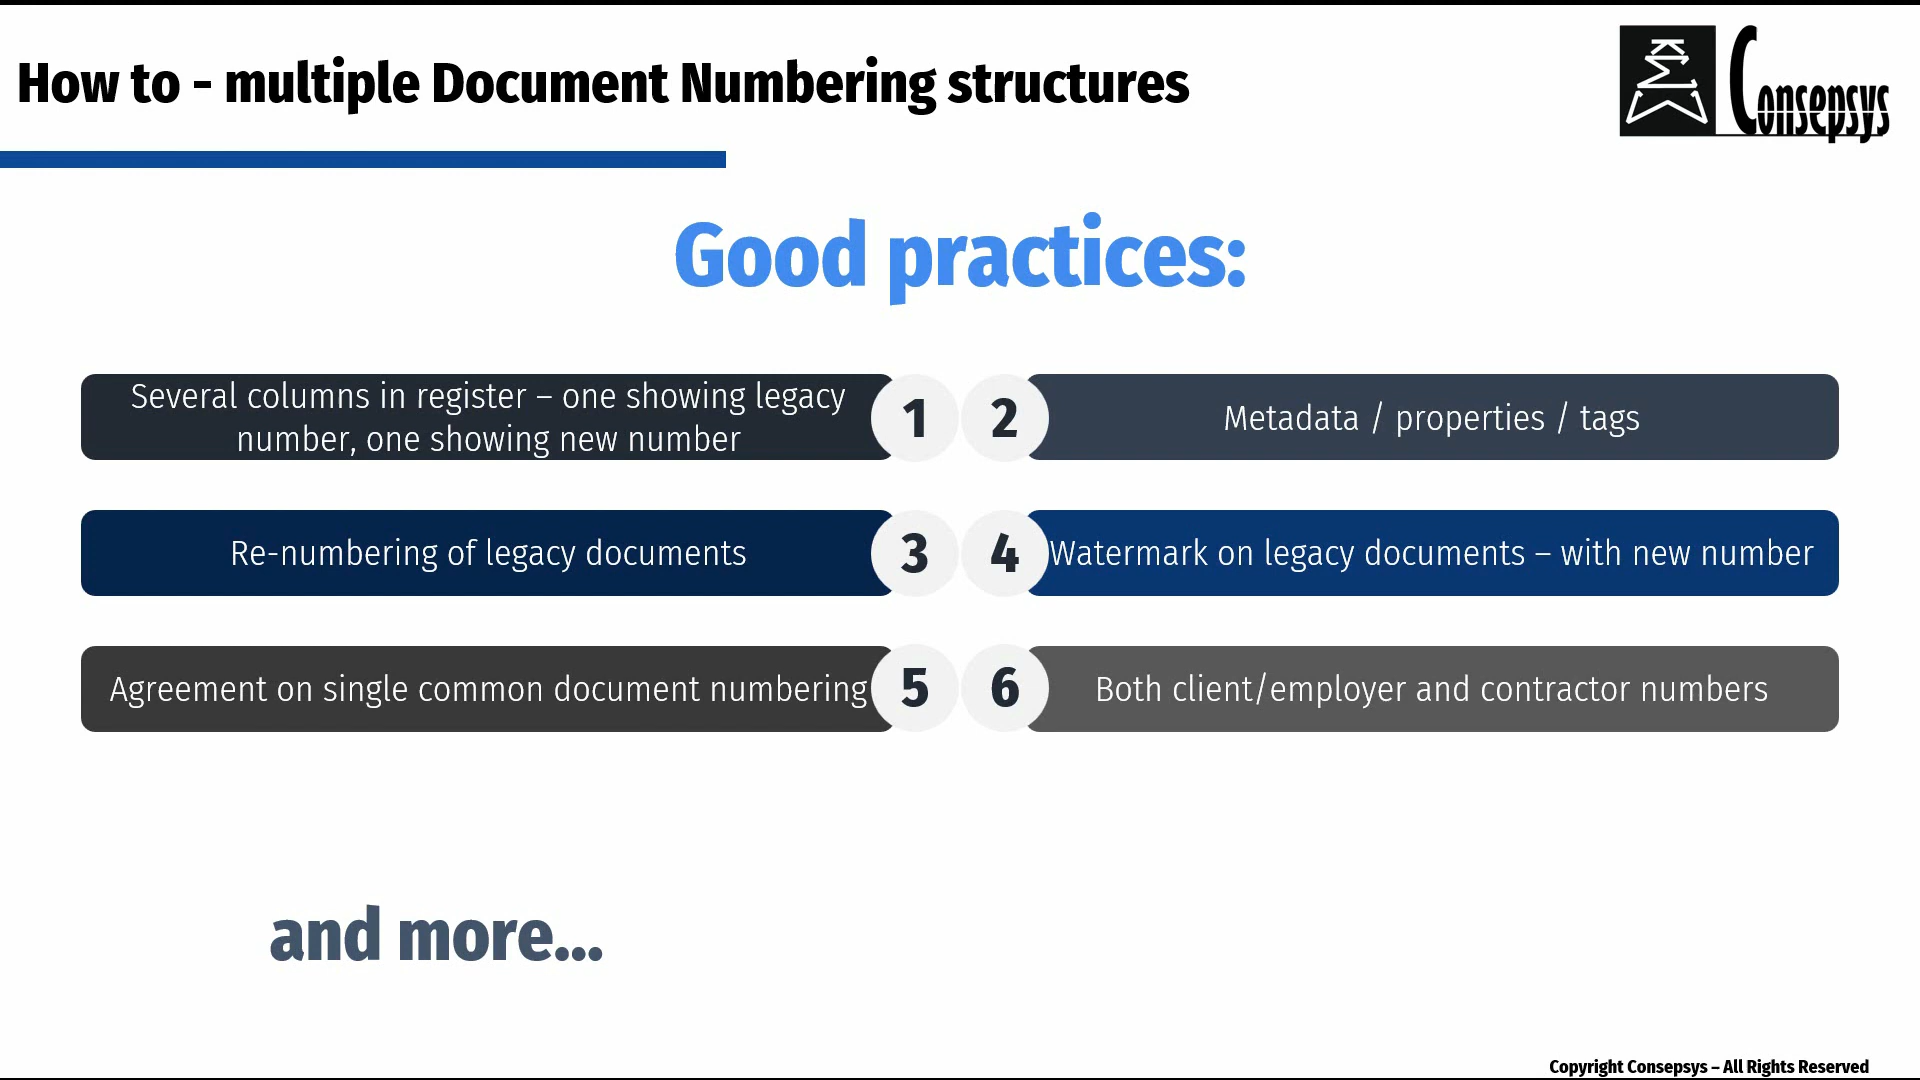 How to - multiple Document Numbering structures
Consepsys
Good practices:
Several columns in register – one showing legacy
number, one showing new number
1
2
Metadata / properties / tags
Re-numbering of legacy documents
3
4
Watermark on legacy documents – with new number
Agreement on single common document numbering
5
6
Both client/employer and contractor numbers
and more...
Copyright Consepsys – All Rights Reserved